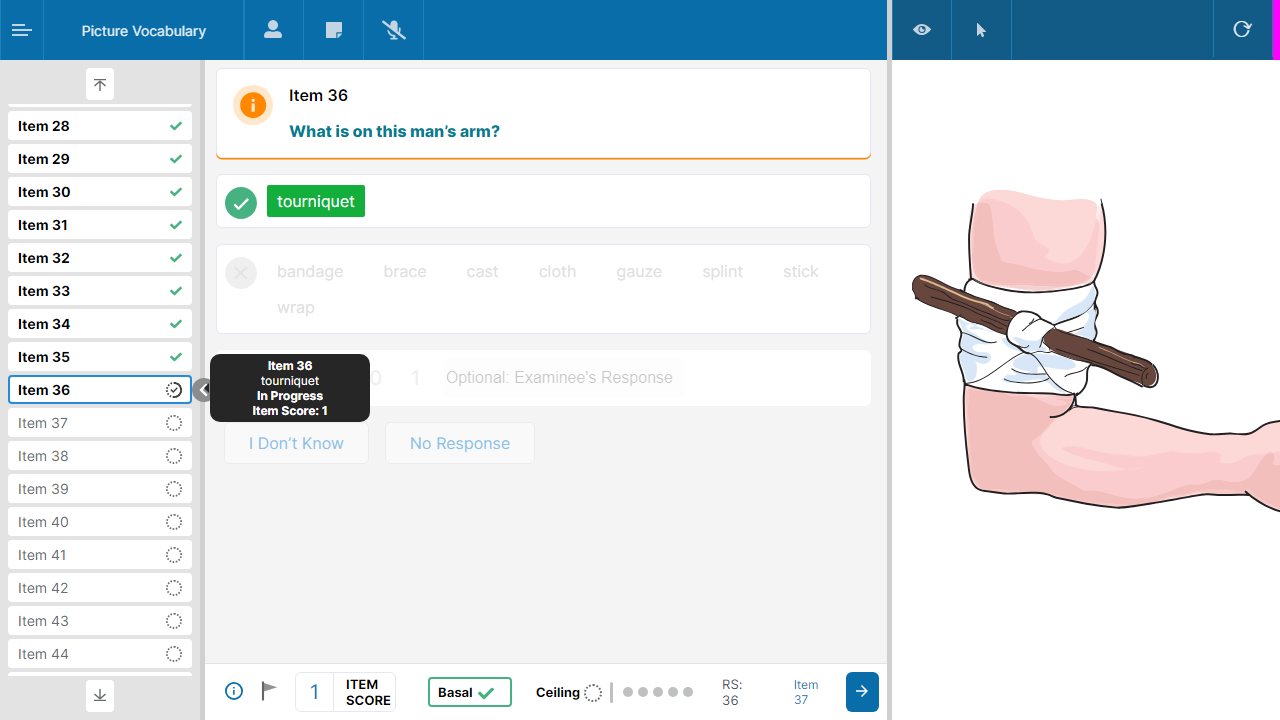 Picture Vocabulary
Item 28
Item 29
Item 30
Item 31
Item 32
Item 33
Item 34
Item 35
Item 36
Item 37
Item 38
Item 39
Item 40
Item 41
Item 42
Item 43
Item 44
Item 36
What is on this man’s arm?
tourniquet
bandage brace cast cloth gauze splint stick
wrap
Item 36
tourniquet
In Progress
Item Score: 1
0 1 Optional: Examinee's Response
I Don’t Know No Response
1 ITEM SCORE
Basal
Ceiling
RS: 36
Item 37